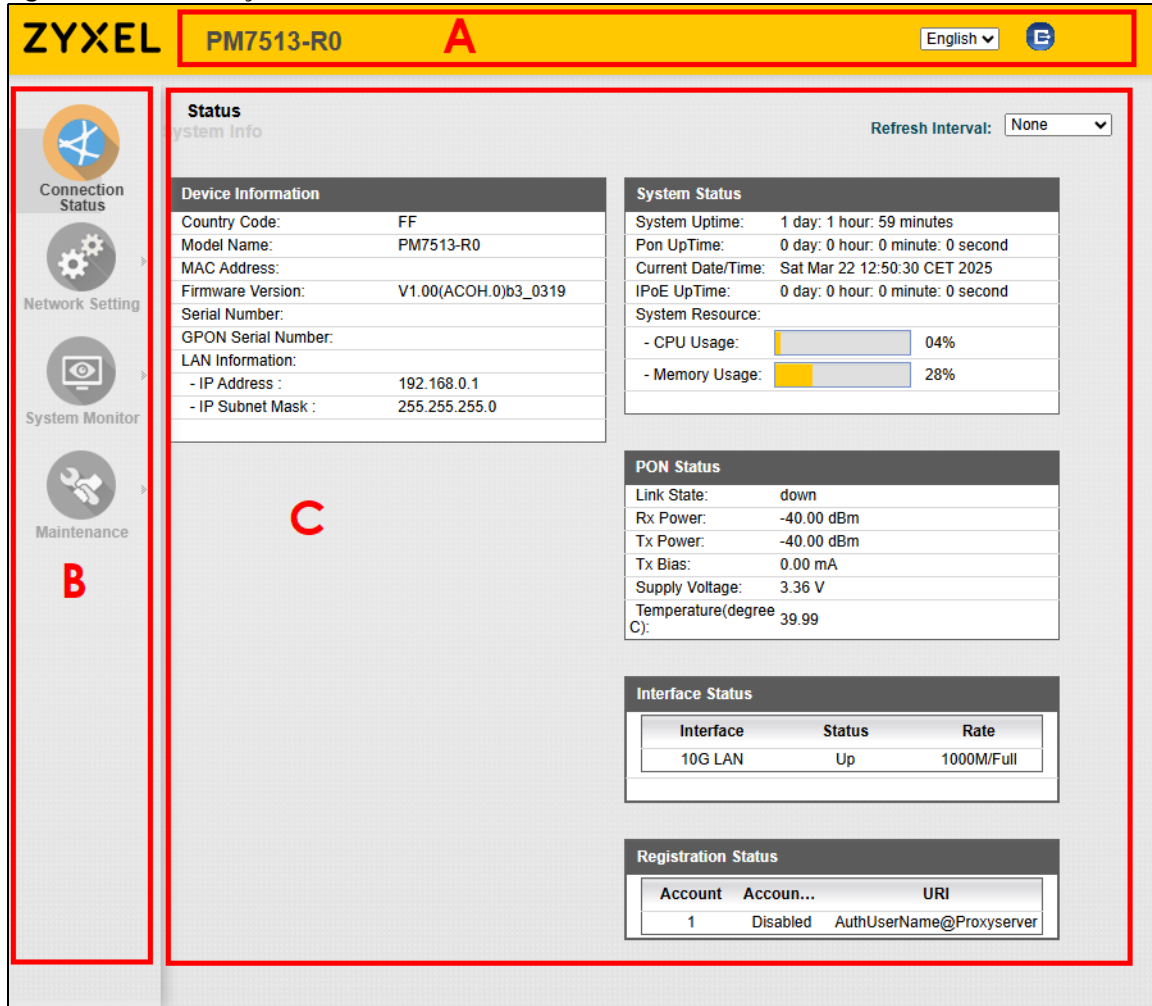 ZYXEL PM7513-R0 A English
Status
System Info
Refresh Interval: None
Connection
Status
Network Setting
System Monitor
Maintenance
B
Device Information
Country Code: FF
Model Name: PM7513-R0
MAC Address:
Firmware Version: V1.00(ACOH.0)b3_0319
Serial Number:
GPON Serial Number:
LAN Information:
- IP Address : 192.168.0.1
- IP Subnet Mask : 255.255.255.0
C
System Status
System Uptime: 1 day: 1 hour: 59 minutes
Pon UpTime: 0 day: 0 hour: 0 minute: 0 second
Current Date/Time: Sat Mar 22 12:50:30 CET 2025
IPoE UpTime: 0 day: 0 hour: 0 minute: 0 second
System Resource:
- CPU Usage: 04%
- Memory Usage: 28%
PON Status
Link State: down
Rx Power: -40.00 dBm
Tx Power: -40.00 dBm
Tx Bias: 0.00 mA
Supply Voltage: 3.36 V
Temperature(degree
C): 39.99
Interface Status
Interface Status Rate
10G LAN Up 1000M/Full
Registration Status
Account Accoun... URI
1 Disabled AuthUserName@Proxyserver